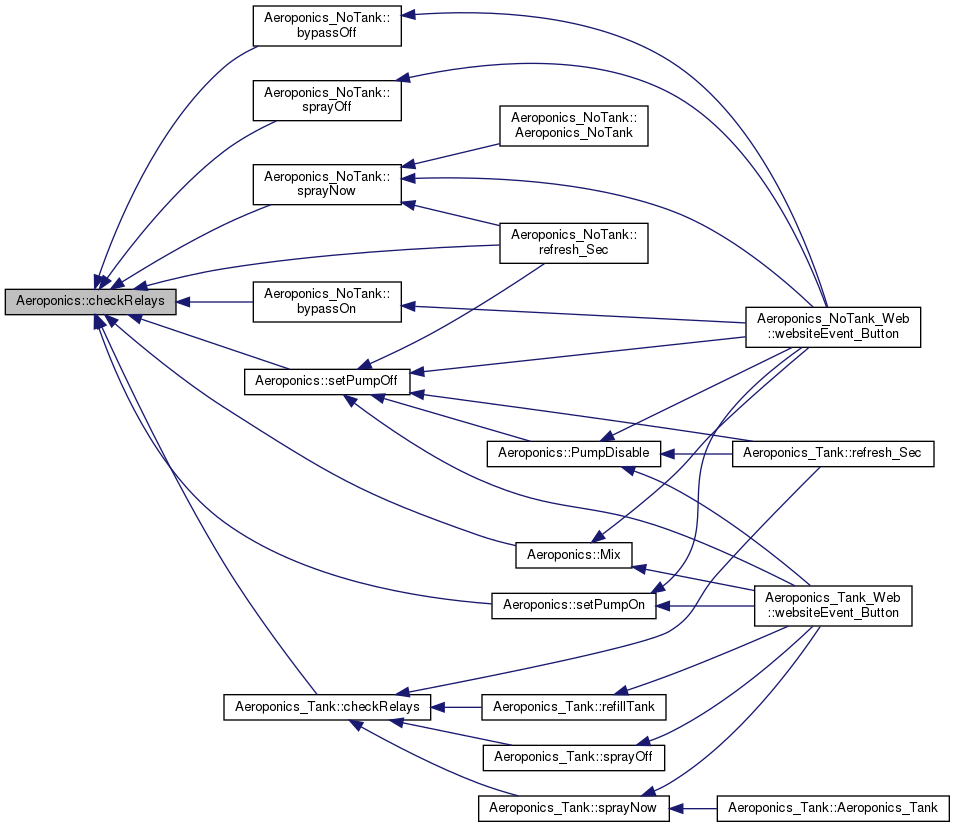 Aeroponics_NoTank::
bypassOff
Aeroponics_NoTank::
sprayOff
Aeroponics_NoTank::
Aeroponics_NoTank
Aeroponics_NoTank::
sprayNow
Aeroponics_NoTank::
refresh_Sec
Aeroponics::checkRelays
Aeroponics_NoTank::
bypassOn
Aeroponics_NoTank_Web
::websiteEvent_Button
Aeroponics::setPumpOff
Aeroponics::PumpDisable
Aeroponics_Tank::refresh_Sec
Aeroponics::Mix
Aeroponics::setPumpOn
Aeroponics_Tank_Web
::websiteEvent_Button
Aeroponics_Tank::checkRelays
Aeroponics_Tank::refillTank
Aeroponics_Tank::sprayOff
Aeroponics_Tank::sprayNow
Aeroponics_Tank::Aeroponics_Tank